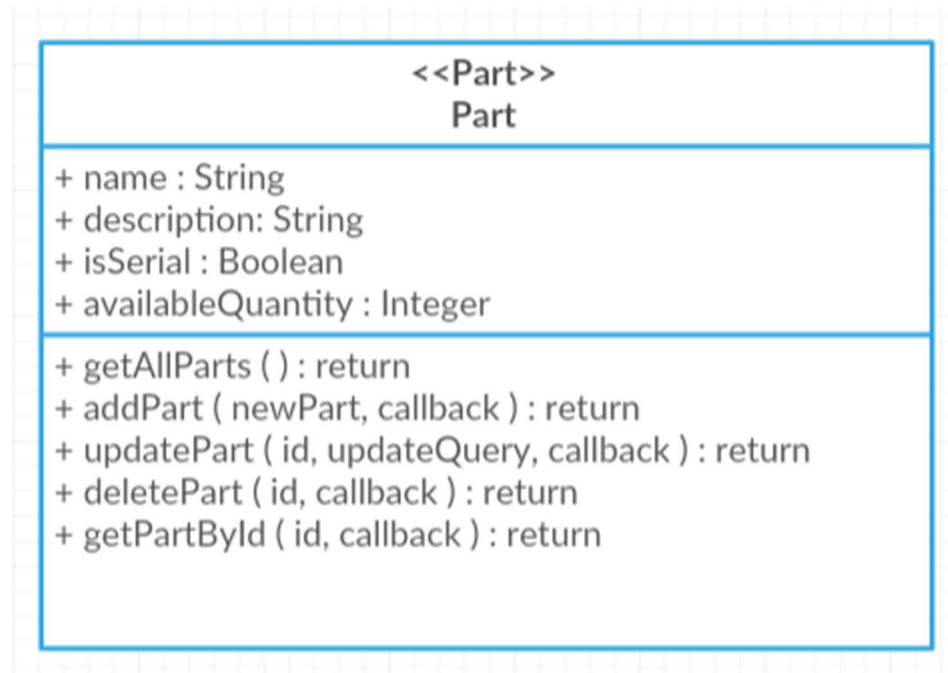 <<Part>>
Part
+ name : String
+ description: String
+ isSerial : Boolean
+ availableQuantity : Integer
+ getAllParts ( ) : return
+ addPart ( newPart, callback ) : return
+ updatePart ( id, updateQuery, callback ) : return
+ deletePart ( id, callback ) : return
+ getPartById ( id, callback ) : return